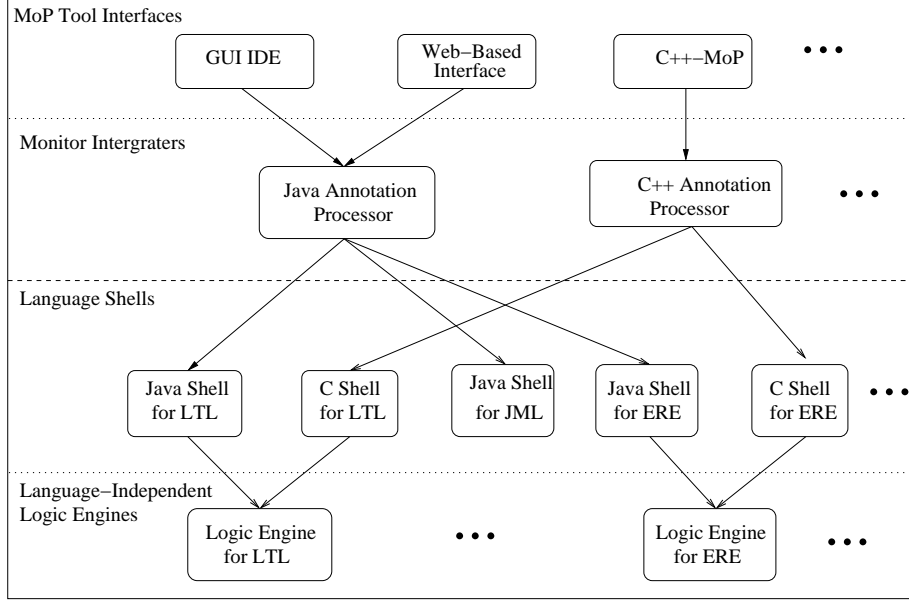 MoP Tool Interfaces
GUI IDE
Web−Based
Interface
C++−MoP
Monitor Intergraters
Java Annotation
Processor
C++ Annotation
Processor
Language Shells
Java Shell
for LTL
C Shell
for LTL
Java Shell
for JML
Java Shell
for ERE
C Shell
for ERE
Language−Independent
Logic Engines
Logic Engine
for LTL
Logic Engine
for ERE